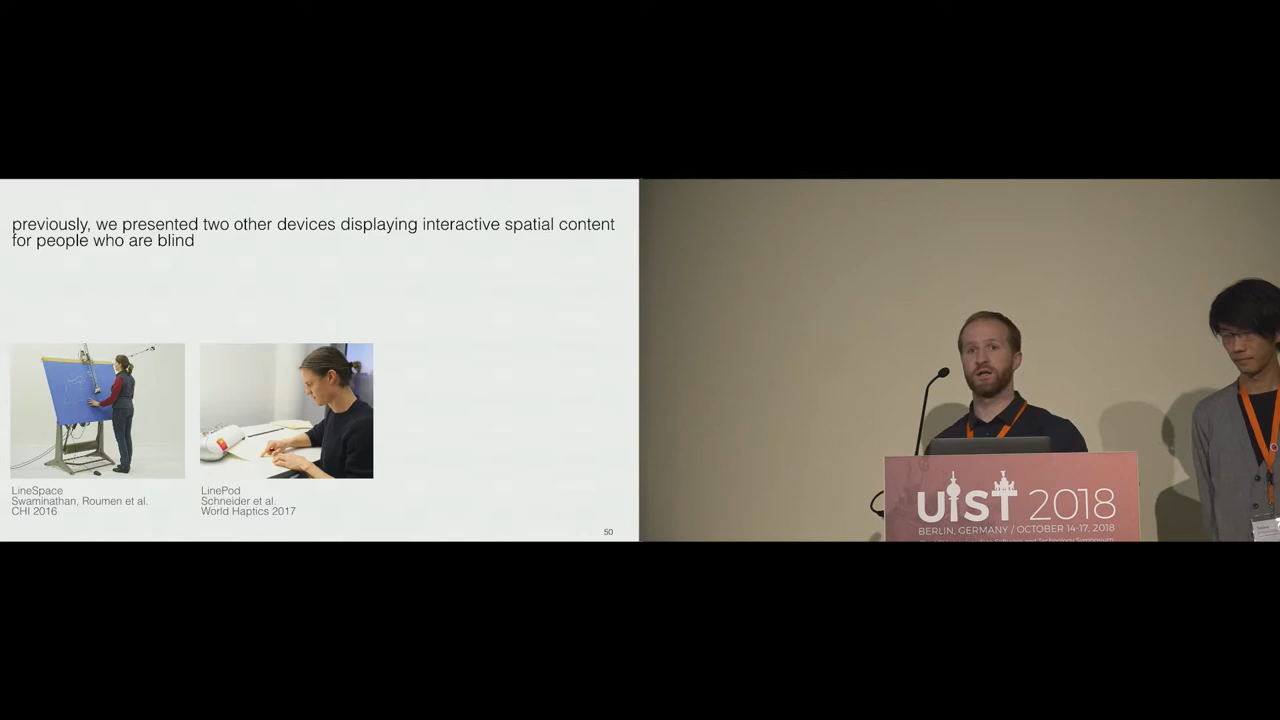 previously, we presented two other devices displaying interactive spatial content
for people who are blind
LineSpace
Swaminathan, Roumen et al.
CHI 2016
LinePod
Schneider et al.
World Haptics 2017
50
UIST 2018
BERLIN, GERMANY / OCTOBER 14-17, 2018